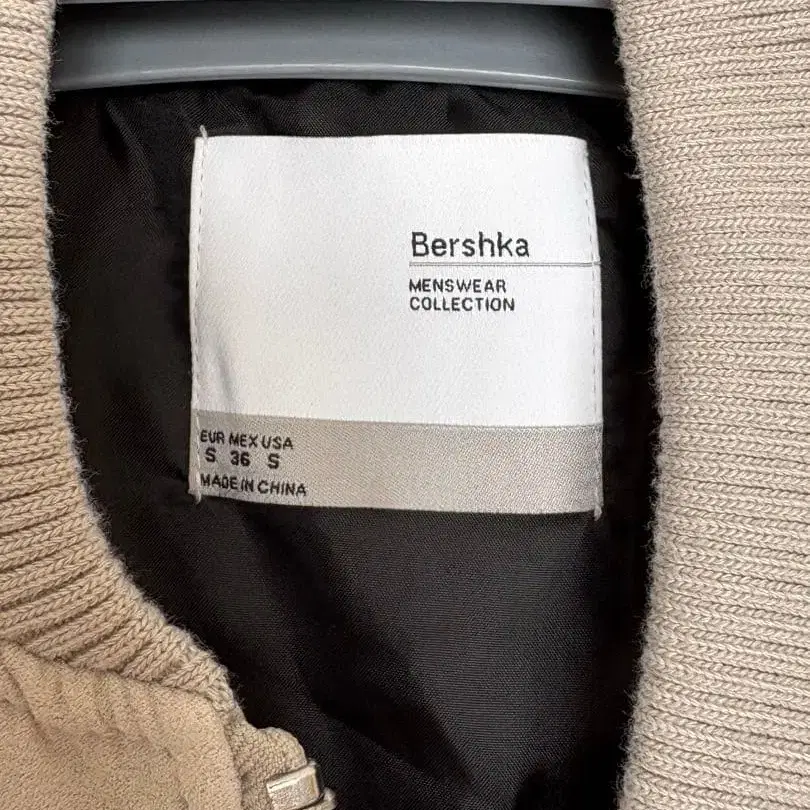 Bershka
MENSWEAR
COLLECTION
EUR MEX USA
S 36 S
MADE IN CHINA